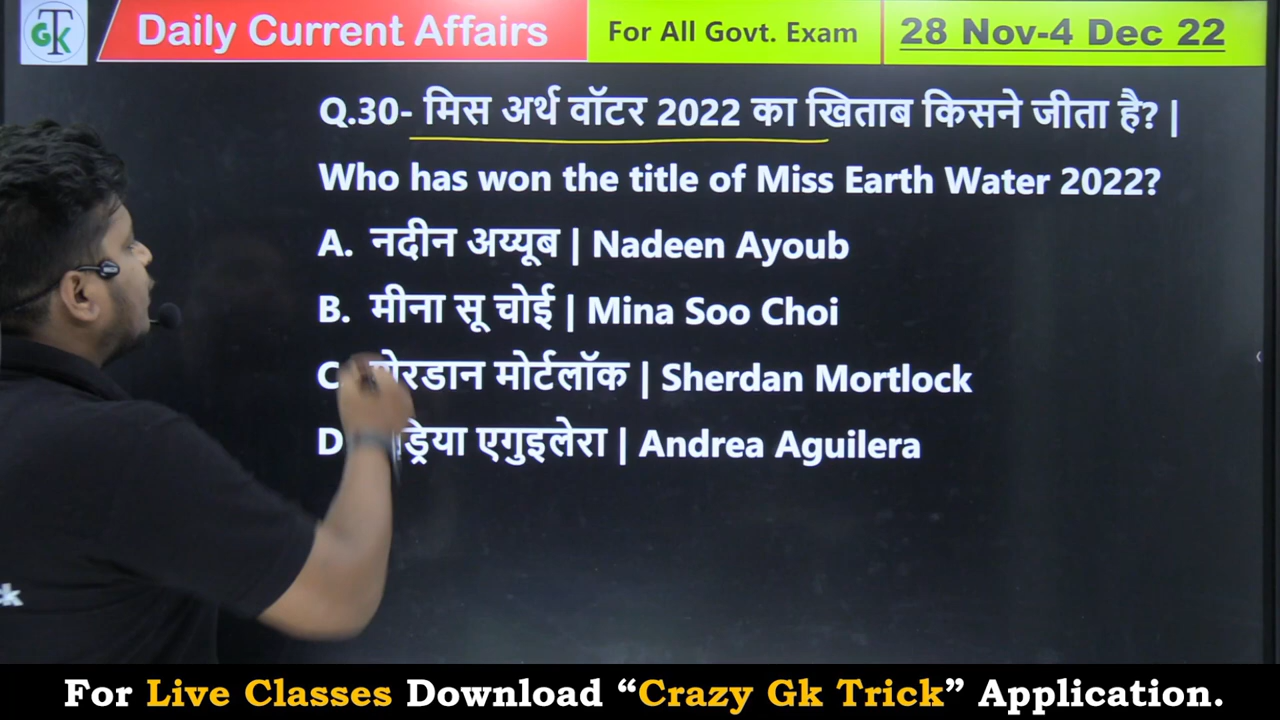 GTK
Daily Current Affairs
For All Govt. Exam
28 Nov-4 Dec 22
Q.30- मिस अर्थ वॉटर 2022 का खिताब किसने जीता है? |
Who has won the title of Miss Earth Water 2022?
A. नदीन अय्यूब | Nadeen Ayoub
B. मीना सू चोई | Mina Soo Choi
C. मोर्टलॉक | Sherdan Mortlock
D. एगुइलेरा | Andrea Aguilera
For Live Classes Download “Crazy Gk Trick” Application.